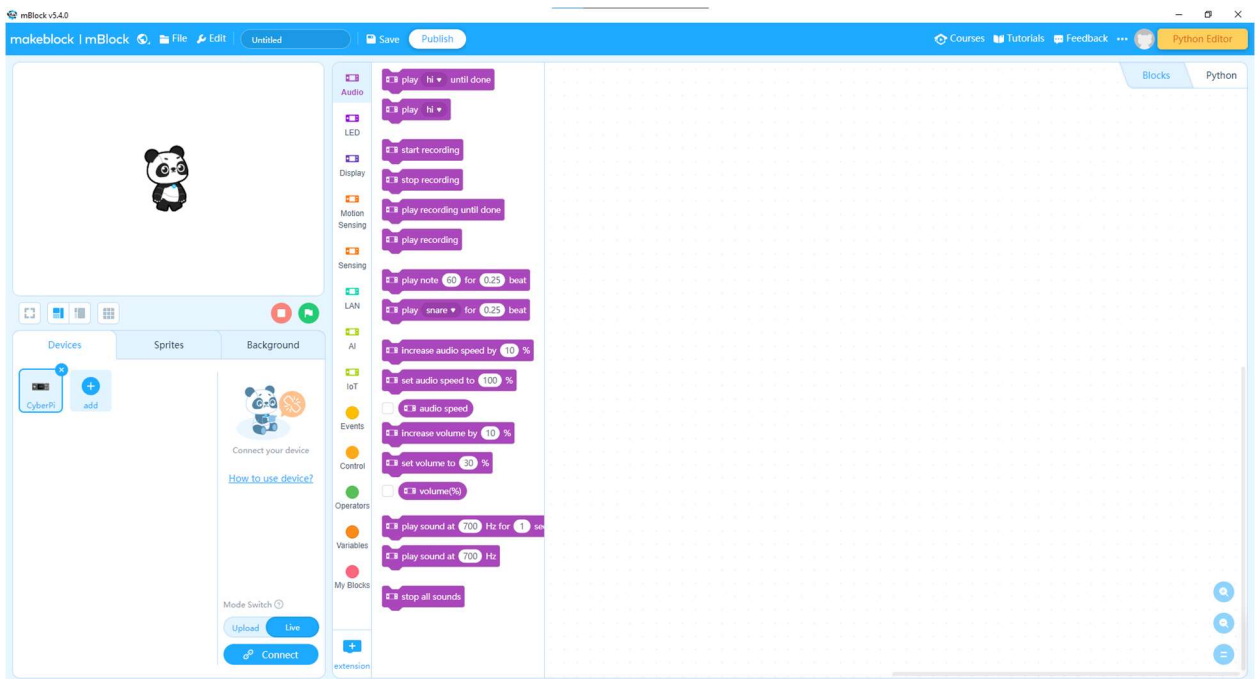 mBlock v5.4.0
makeblock | mBlock File Edit Untitled Save Publish Courses Tutorials Feedback Python Editor
Blocks Python
Audio
LED
Display
Motion
Sensing
Sensing
LAN
AI
IoT
Events
Control
Operators
Variables
My Blocks
extension
play hi until done
play hi
start recording
stop recording
play recording until done
play recording
play note 60 for 0.25 beat
play snare for 0.25 beat
increase audio speed by 10 %
set audio speed to 100 %
audio speed
increase volume by 10 %
set volume to 30 %
volume(%)
play sound at 700 Hz for 1 se
play sound at 700 Hz
stop all sounds
Devices Sprites Background
CyberPi add
Connect your device
How to use device?
Mode Switch ?
Upload Live
Connect